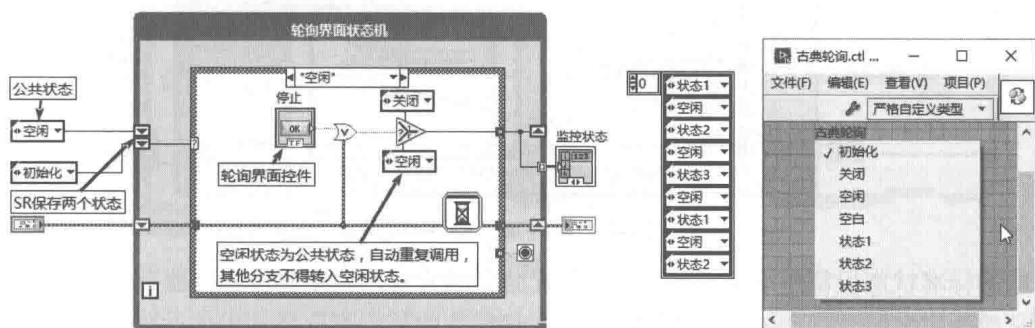 轮询界面状态机
公共状态
空闲
初始化
SR保存两个状态
"空闲"
停止
OK
轮询界面控件
关闭
空闲
空闲状态为公共状态，自动重复调用，
其他分支不得转入空闲状态。
i
监控状态
0
状态1
空闲
状态2
空闲
状态3
空闲
状态1
空闲
状态2
古典轮询.ctl ...
文件(F) 编辑(E) 查看(V) 项目(P)
严格自定义类型
古典轮询
✓ 初始化
关闭
空闲
空白
状态1
状态2
状态3